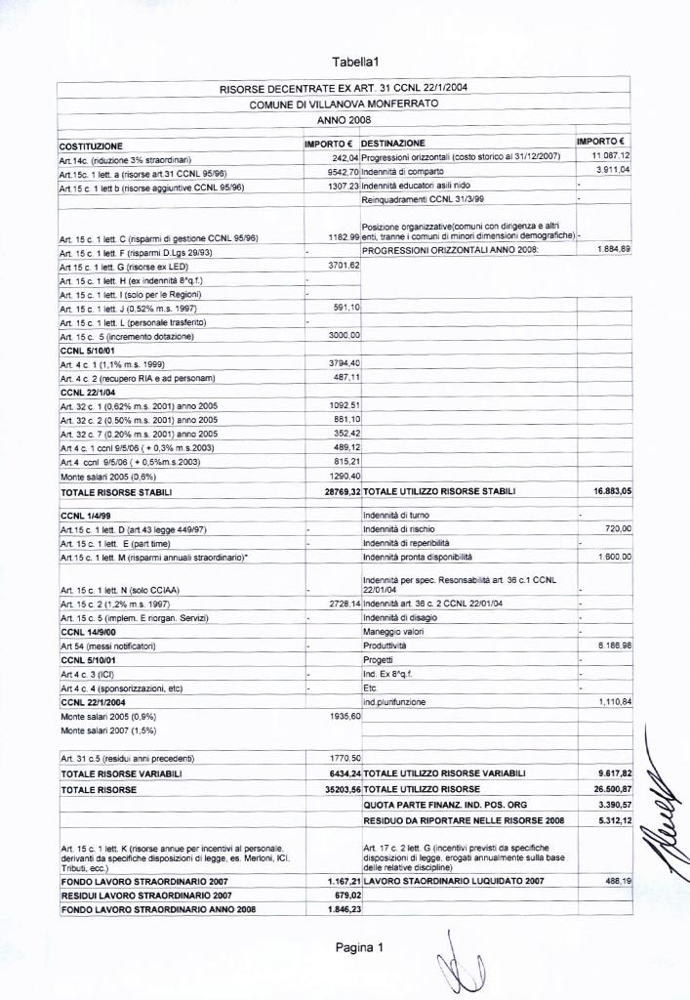 Tabella1
RISORSE DECENTRATE EX ART. 31 CCNL 22/1/2004
COMUNE DI VILLANOVA MONFERRATO
ANNO 2008
COSTITUZIONE IMPORTO € DESTINAZIONE IMPORTO €
Art.14c. (riduzione 3% straordinari) 242,04 Progressioni orizzontali (costo storico al 31/12/2007) 11.087,12
Art.15c. 1 lett. a (risorse art.31 CCNL 95/96) 9542,70 Indennità di comparto 3.911,04
Art.15 c. 1 lett b (risorse aggiuntive CCNL 95/96) 1307,23 Indennità educatori asili nido -
Reinquadramenti CCNL 31/3/99 -
Posizione organizzative(comuni con dirigenza e altri
Art. 15 c. 1 lett. C (risparmi di gestione CCNL 95/96) 1182,99 enti, tranne i comuni di minori dimensioni demografiche) -
Art. 15 c. 1 lett. F (risparmi D.Lgs 29/93) - PROGRESSIONI ORIZZONTALI ANNO 2008: 1.884,89
Art 15 c. 1 lett. G (risorse ex LED) 3701,62
Art. 15 c. 1 lett. H (ex indennità 8^q.f.) -
Art. 15 c. 1 lett. I (solo per le Regioni) -
Art. 15 c. 1 lett. J (0,52% m.s. 1997) 591,10
Art. 15 c. 1 lett. L (personale trasferito) -
Art. 15 c. 5 (incremento dotazione) 3000,00
CCNL 5/10/01
Art. 4 c. 1 (1,1% m.s. 1999) 3794,40
Art. 4 c. 2 (recupero RIA e ad personam) 487,11
CCNL 22/1/04
Art. 32 c. 1 (0,62% m.s. 2001) anno 2005 1092,51
Art. 32 c. 2 (0,50% m.s. 2001) anno 2005 881,10
Art. 32 c. 7 (0,20% m.s. 2001) anno 2005 352,42
Art 4 c. 1 ccnl 9/5/06 ( + 0,3% m.s.2003) 489,12
Art.4 ccnl 9/5/06 ( + 0,5%m.s.2003) 815,21
Monte salari 2005 (0,6%) 1290,40
TOTALE RISORSE STABILI 28769,32 TOTALE UTILIZZO RISORSE STABILI 16.883,05
CCNL 1/4/99 Indennità di turno -
Art.15 c. 1 lett. D (art 43 legge 449/97) - Indennità di rischio 720,00
Art. 15 c. 1 lett. E (part time) - Indennità di reperibilità -
Art.15 c. 1 lett. M (risparmi annuali straordinario)* - Indennità pronta disponibilità 1.600,00
Indennità per spec. Resonsabilità art. 36 c.1 CCNL
Art. 15 c. 1 lett. N (solo CCIAA) - 22/01/04 -
Art. 15 c. 2 (1,2% m.s. 1997) 2728,14 Indennità art. 36 c. 2 CCNL 22/01/04 -
Art. 15 c. 5 (implem. E riorgan. Servizi) - Indennità di disagio -
CCNL 14/9/00 Maneggio valori -
Art 54 (messi notificatori) - Produttività 6.186,98
CCNL 5/10/01 Progetti -
Art 4 c. 3 (ICI) - Ind. Ex 8^q.f. -
Art 4 c. 4 (sponsorizzazioni, etc) - Etc. -
CCNL 22/1/2004 ind.plurifunzione 1,110,84
Monte salari 2005 (0,9%) 1935,60
Monte salari 2007 (1,5%)
Art. 31 c.5 (residui anni precedenti) 1770,50
TOTALE RISORSE VARIABILI 6434,24 TOTALE UTILIZZO RISORSE VARIABILI 9.617,82
TOTALE RISORSE 35203,56 TOTALE UTILIZZO RISORSE 26.500,87
QUOTA PARTE FINANZ. IND. POS. ORG 3.390,57
RESIDUO DA RIPORTARE NELLE RISORSE 2008 5.312,12
Art. 15 c. 1 lett. K (risorse annue per incentivi al personale, Art. 17 c. 2 lett. G (incentivi previsti da specifiche
derivanti da specifiche disposizioni di legge, es. Merloni, ICI, disposizioni di legge, erogati annualmente sulla base
Tributi, ecc.) delle relative discipline)
FONDO LAVORO STRAORDINARIO 2007 1.167,21 LAVORO STAORDINARIO LUQUIDATO 2007 488,19
RESIDUI LAVORO STRAORDINARIO 2007 679,02
FONDO LAVORO STRAORDINARIO ANNO 2008 1.846,23
Pagina 1